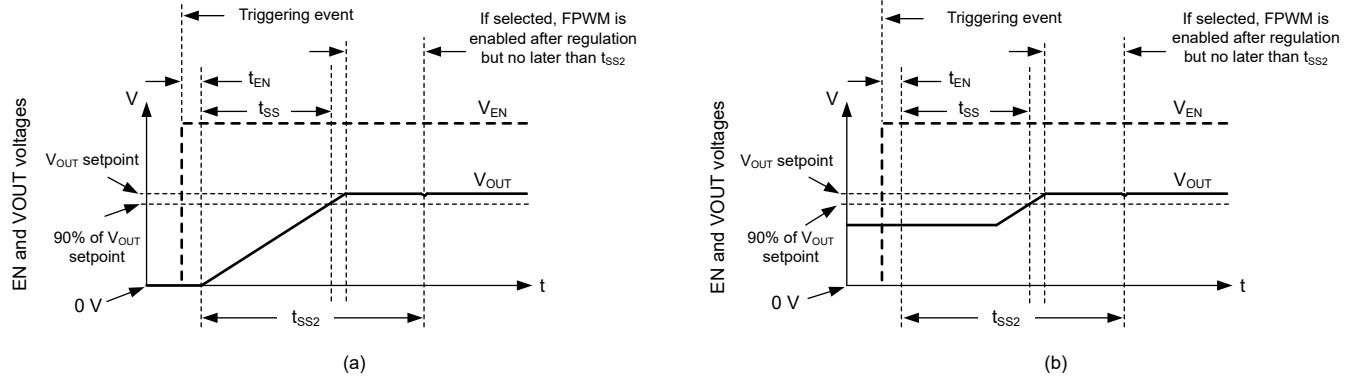 Triggering event
If selected, FPWM is
enabled after regulation
but no later than tSS2
tEN
tSS
V
VEN
VOUT setpoint
VOUT
90% of VOUT
setpoint
0 V
t
tSS2
EN and VOUT voltages
(a)
Triggering event
If selected, FPWM is
enabled after regulation
but no later than tSS2
tEN
tSS
V
VEN
VOUT setpoint
VOUT
90% of VOUT
setpoint
0 V
t
tSS2
EN and VOUT voltages
(b)